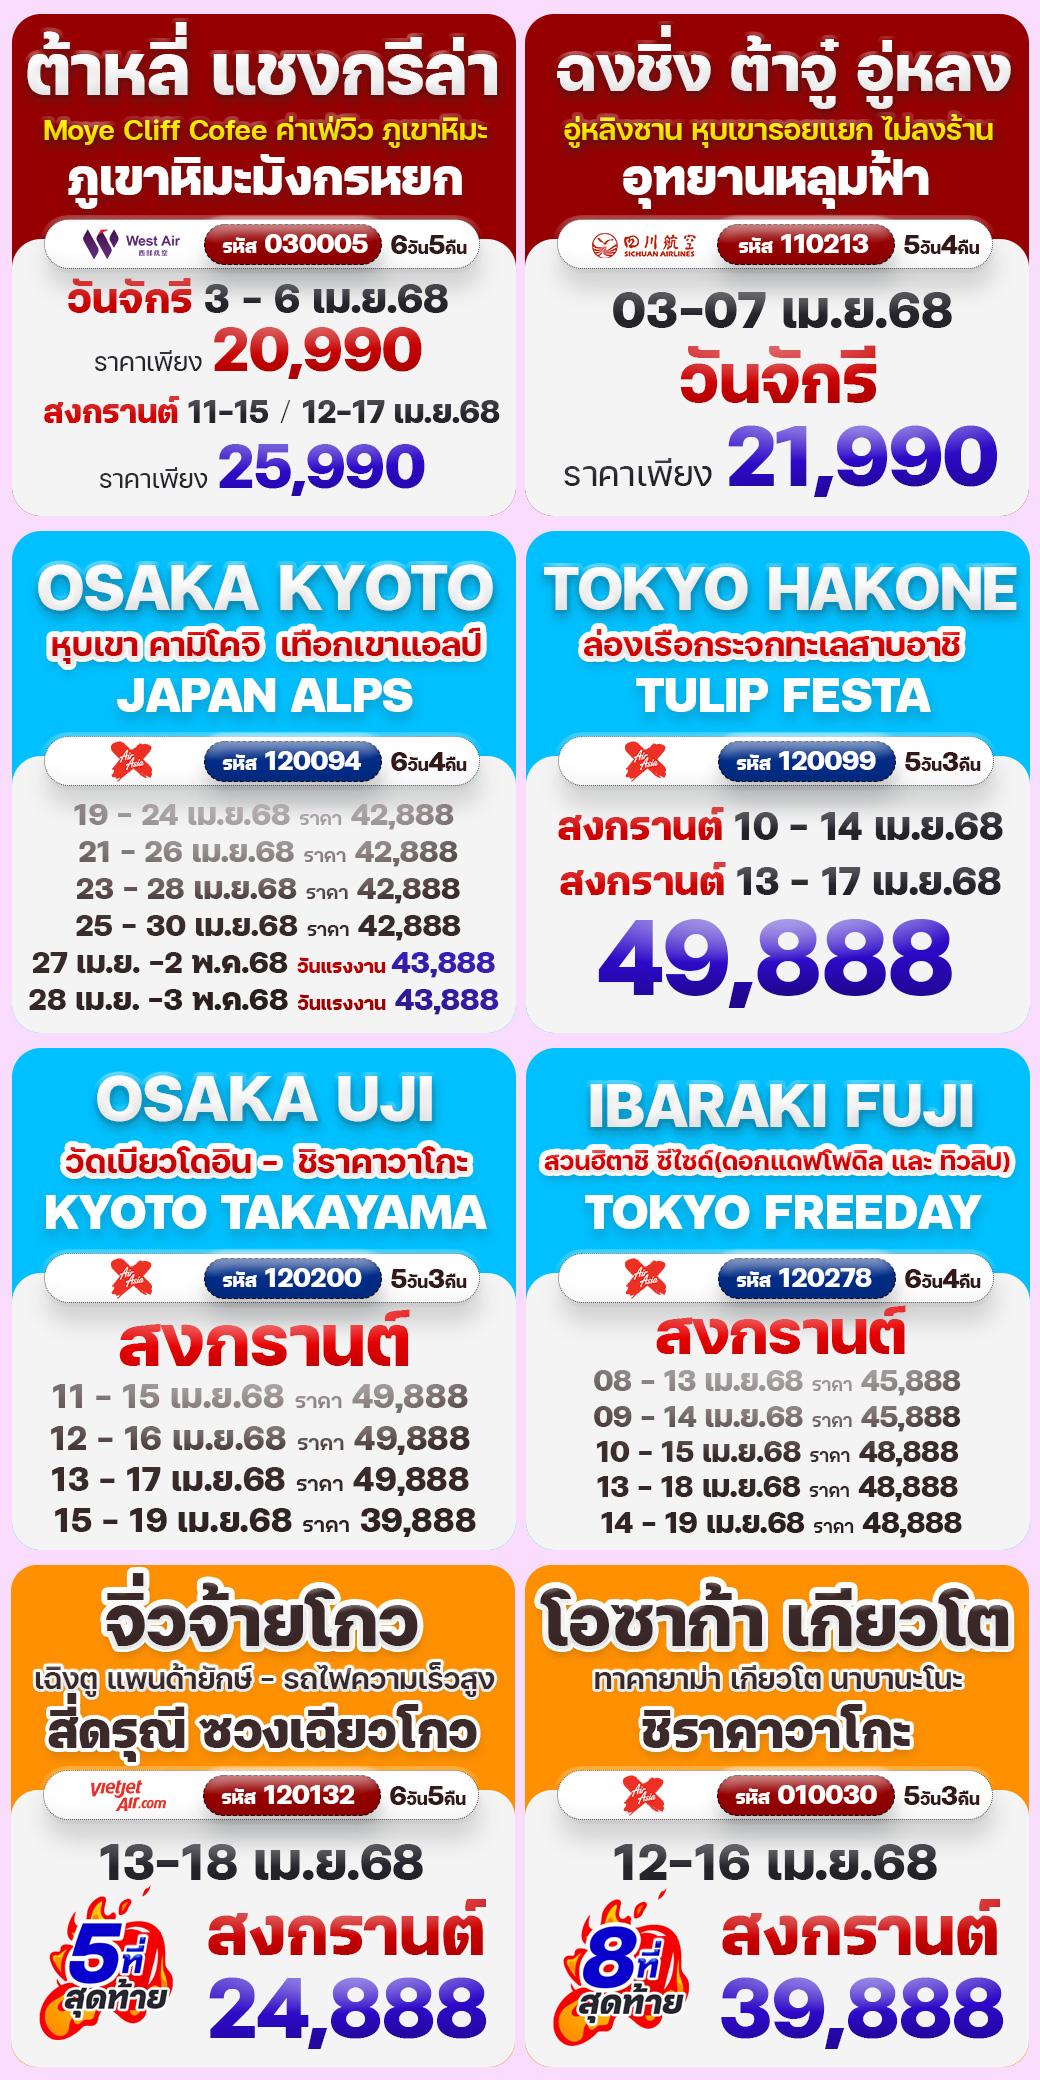 ต้าหลี่ แชงกรีล่า
Moye Cliff Cofee ค่าเฟ่วิว ภูเขาหิมะ
ภูเขาหิมะมังกรหยก
West Air
西部航空
รหัส 030005
6วัน5คืน
วันจักรี 3 - 6 เม.ย.68
ราคาเพียง 20,990
สงกรานต์ 11-15 / 12-17 เม.ย.68
ราคาเพียง 25,990
ฉงชิ่ง ต้าจู๋ อู่หลง
อู่หลิงซาน หุบเขารอยแยก ไม่ลงร้าน
อุทยานหลุมฟ้า
四川航空
SICHUAN AIRLINES
รหัส 110213
5วัน4คืน
03-07 เม.ย.68
วันจักรี
ราคาเพียง 21,990
OSAKA KYOTO
หุบเขา คามิโคจิ เทือกเขาแอลป์
JAPAN ALPS
Air Asia X
รหัส 120094
6วัน4คืน
19 - 24 เม.ย.68 ราคา 42,888
21 - 26 เม.ย.68 ราคา 42,888
23 - 28 เม.ย.68 ราคา 42,888
25 - 30 เม.ย.68 ราคา 42,888
27 เม.ย. -2 พ.ค.68 วันแรงงาน 43,888
28 เม.ย. -3 พ.ค.68 วันแรงงาน 43,888
TOKYO HAKONE
ล่องเรือกระจกทะเลสาบอาชิ
TULIP FESTA
Air Asia X
รหัส 120099
5วัน3คืน
สงกรานต์ 10 - 14 เม.ย.68
สงกรานต์ 13 - 17 เม.ย.68
49,888
OSAKA UJI
วัดเบียวโดอิน - ชิราคาวาโกะ
KYOTO TAKAYAMA
Air Asia X
รหัส 120200
5วัน3คืน
สงกรานต์
11 - 15 เม.ย.68 ราคา 49,888
12 - 16 เม.ย.68 ราคา 49,888
13 - 17 เม.ย.68 ราคา 49,888
15 - 19 เม.ย.68 ราคา 39,888
IBARAKI FUJI
สวนฮิตาชิ ซีไซด์(ดอกแดฟโฟดิล และ ทิวลิป)
TOKYO FREEDAY
Air Asia X
รหัส 120278
6วัน4คืน
สงกรานต์
08 - 13 เม.ย.68 ราคา 45,888
09 - 14 เม.ย.68 ราคา 45,888
10 - 15 เม.ย.68 ราคา 48,888
13 - 18 เม.ย.68 ราคา 48,888
14 - 19 เม.ย.68 ราคา 48,888
จิ่วจ้ายโกว
เฉิงตู แพนด้ายักษ์ - รถไฟความเร็วสูง
สี่ดรุณี ซวงเฉียวโกว
vietjet Air.com
รหัส 120132
6วัน5คืน
13-18 เม.ย.68
5ที่
สุดท้าย
สงกรานต์
24,888
โอซาก้า เกียวโต
ทาคายาม่า เกียวโต นาบานะโนะ
ชิราคาวาโกะ
Air Asia X
รหัส 010030
5วัน3คืน
12-16 เม.ย.68
8ที่
สุดท้าย
สงกรานต์
39,888